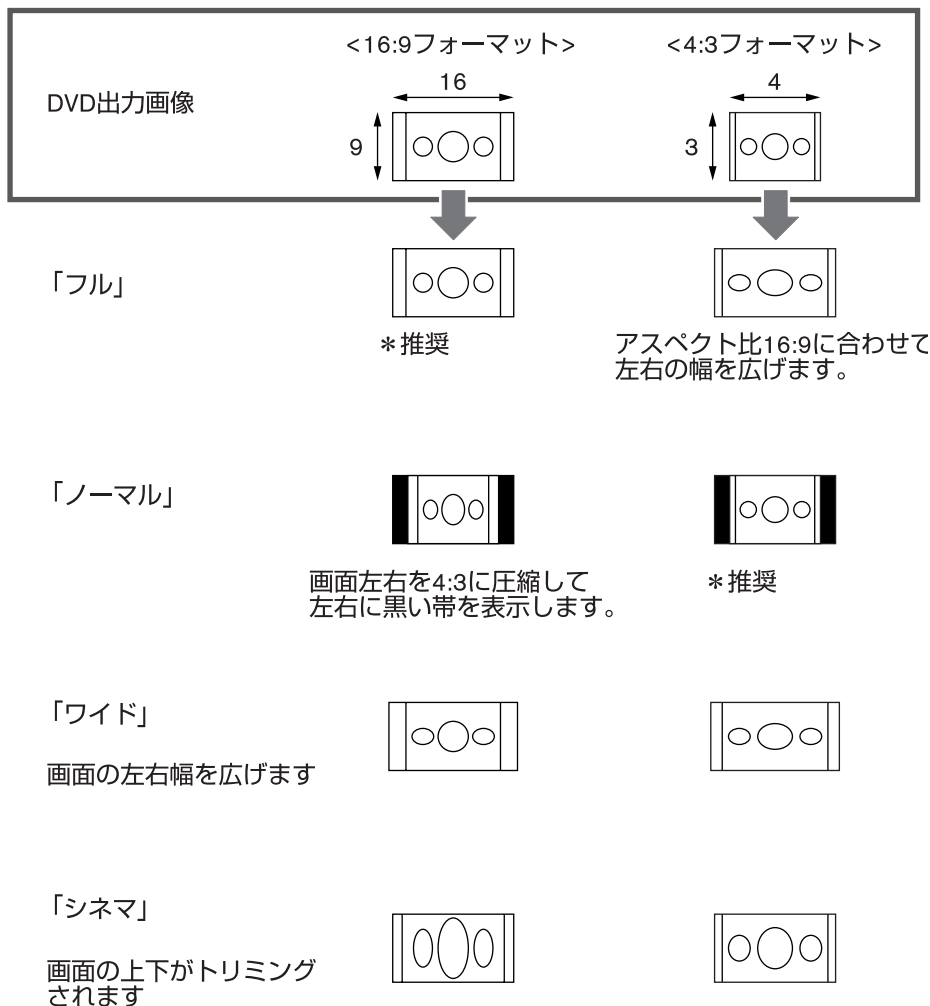 <16:9フォーマット>
<4:3フォーマット>
DVD出力画像
16
9
4
3
「フル」
＊推奨
アスペクト比16:9に合わせて
左右の幅を広げます。
「ノーマル」
画面左右を4:3に圧縮して
左右に黒い帯を表示します。
＊推奨
「ワイド」
画面の左右幅を広げます
「シネマ」
画面の上下がトリミング
されます